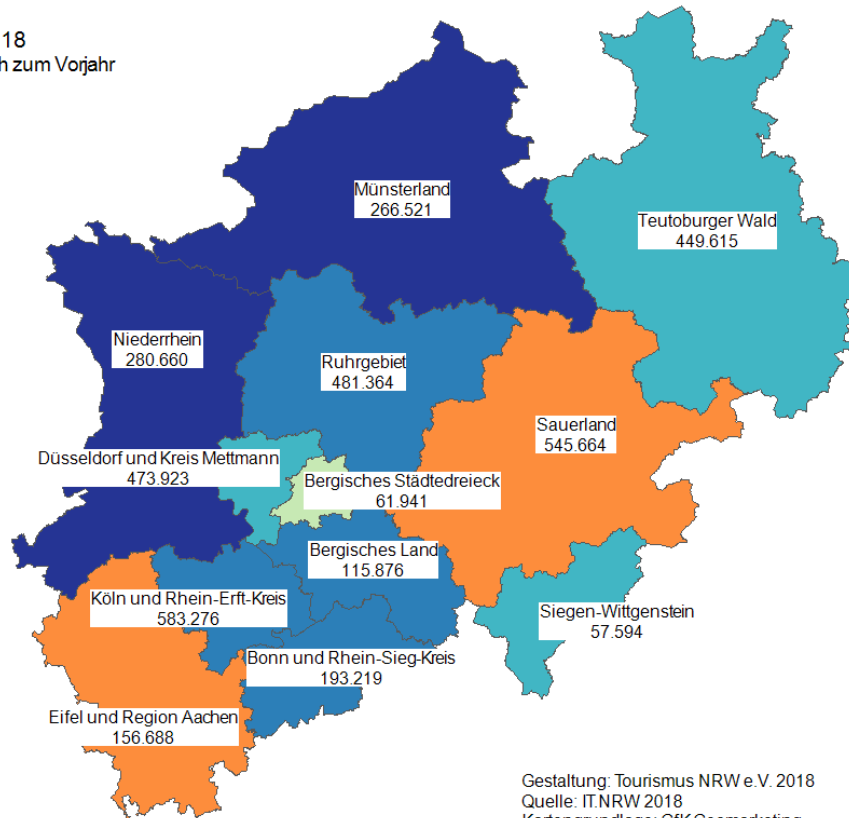 18
h zum Vorjahr
Münsterland
266.521
Teutoburger Wald
449.615
Niederrhein
280.660
Ruhrgebiet
481.364
Sauerland
545.664
Düsseldorf und Kreis Mettmann
473.923
Bergisches Städtedreieck
61.941
Bergisches Land
115.876
Köln und Rhein-Erft-Kreis
583.276
Siegen-Wittgenstein
57.594
Bonn und Rhein-Sieg-Kreis
193.219
Eifel und Region Aachen
156.688
Gestaltung: Tourismus NRW e.V. 2018
Quelle: IT.NRW 2018
Kartengrundlage: GfK Geomarketing